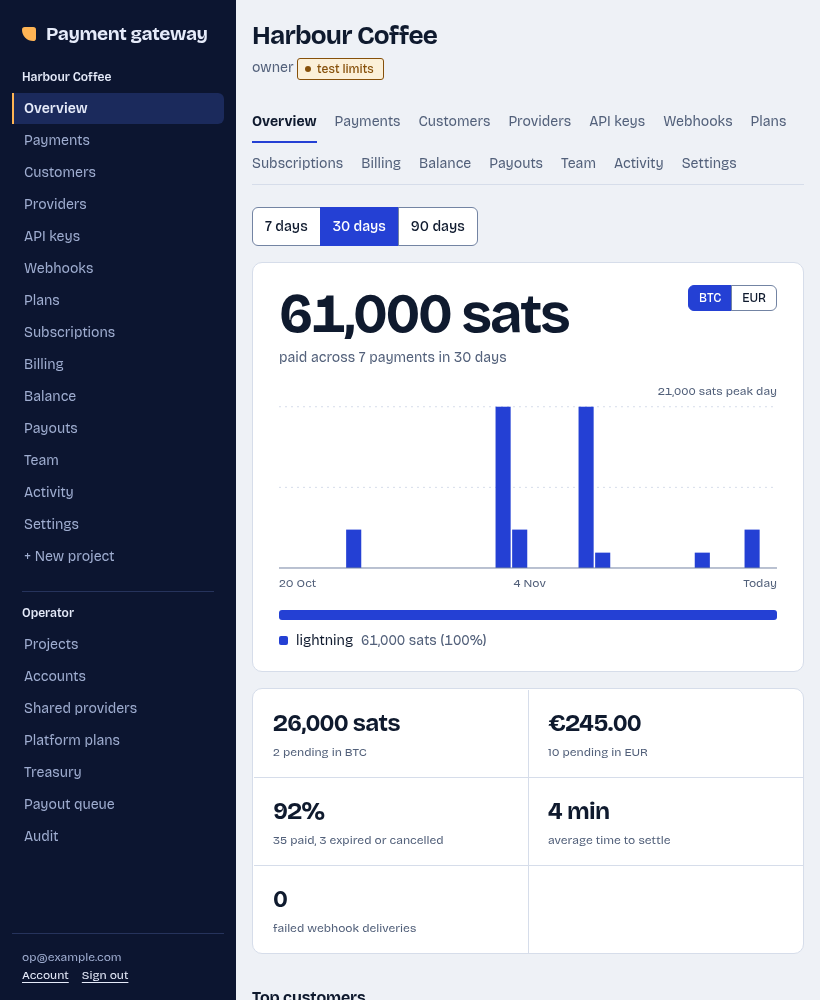 Payment gateway
Harbour Coffee
Overview
Payments
Customers
Providers
API keys
Webhooks
Plans
Subscriptions
Billing
Balance
Payouts
Team
Activity
Settings
+ New project
Operator
Projects
Accounts
Shared providers
Platform plans
Treasury
Payout queue
Audit
op@example.com
Account Sign out
Harbour Coffee
owner test limits
Overview Payments Customers Providers API keys Webhooks Plans
Subscriptions Billing Balance Payouts Team Activity Settings
7 days 30 days 90 days
61,000 sats
BTC EUR
paid across 7 payments in 30 days
21,000 sats peak day
20 Oct 4 Nov Today
lightning 61,000 sats (100%)
26,000 sats
2 pending in BTC
€245.00
10 pending in EUR
92%
35 paid, 3 expired or cancelled
4 min
average time to settle
0
failed webhook deliveries
Top customers